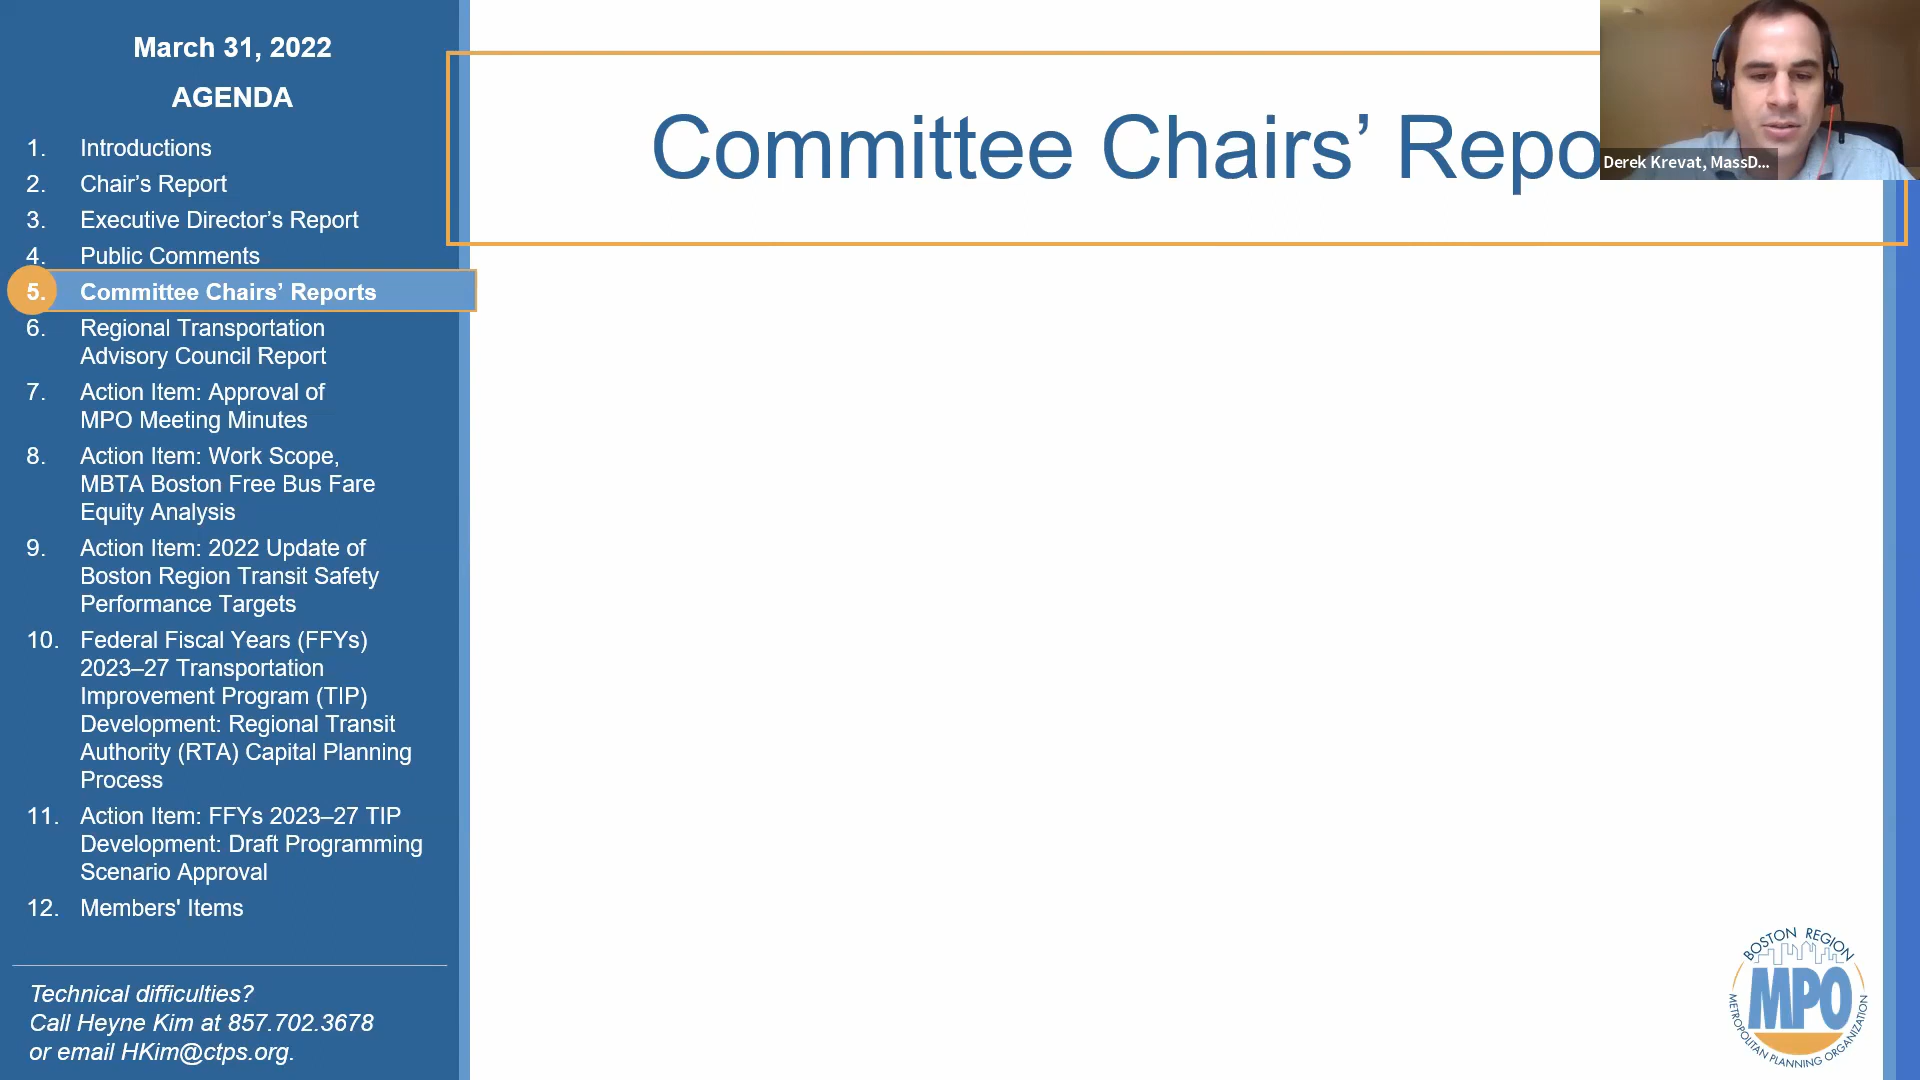 March 31, 2022
AGENDA
1. Introductions
2. Chair’s Report
3. Executive Director’s Report
4. Public Comments
5. Committee Chairs’ Reports
6. Regional Transportation
Advisory Council Report
7. Action Item: Approval of
MPO Meeting Minutes
8. Action Item: Work Scope,
MBTA Boston Free Bus Fare
Equity Analysis
9. Action Item: 2022 Update of
Boston Region Transit Safety
Performance Targets
10. Federal Fiscal Years (FFYs)
2023–27 Transportation
Improvement Program (TIP)
Development: Regional Transit
Authority (RTA) Capital Planning
Process
11. Action Item: FFYs 2023–27 TIP
Development: Draft Programming
Scenario Approval
12. Members' Items
Technical difficulties?
Call Heyne Kim at 857.702.3678
or email HKim@ctps.org.
Committee Chairs’ Repo
Derek Krevat, MassD...
BOSTON REGION
MPO
METROPOLITAN PLANNING ORGANIZATION